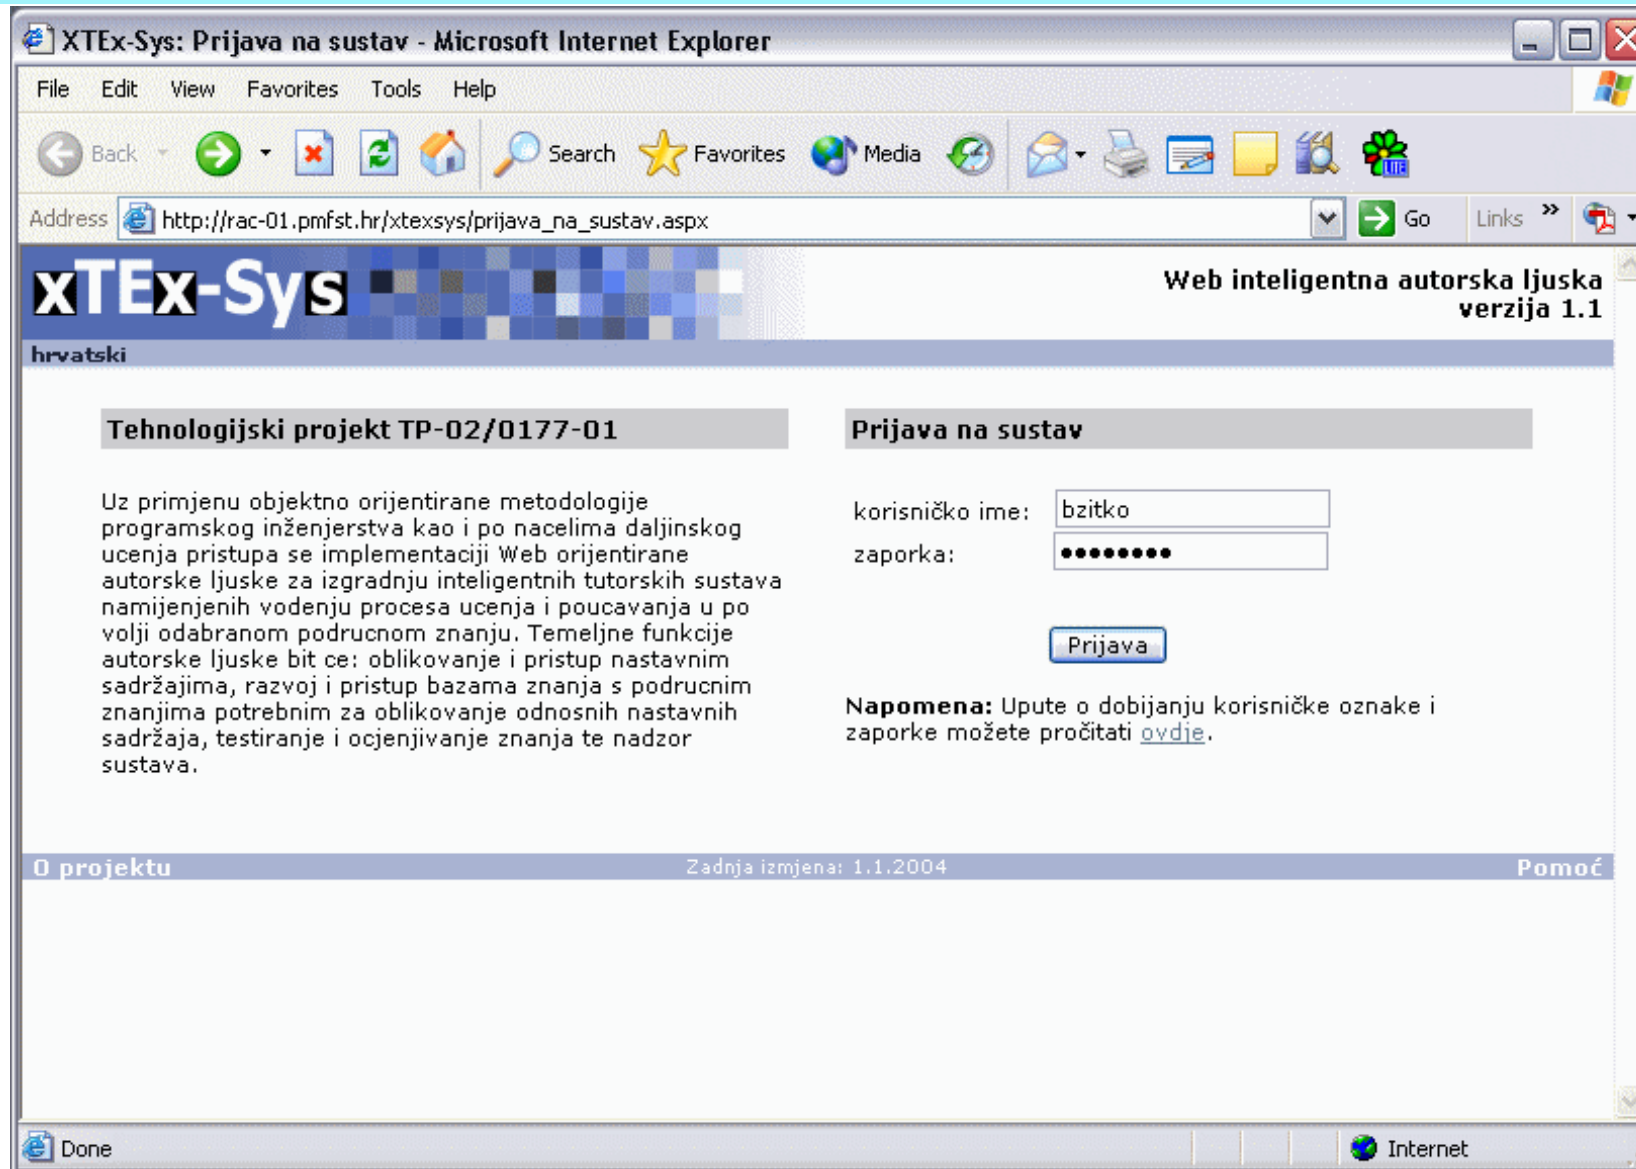 XTEx-Sys: Prijava na sustav - Microsoft Internet Explorer
File Edit View Favorites Tools Help
Back Search Favorites Media
LITE
Address http://rac-01.pmfst.hr/xtexsys/prijava_na_sustav.aspx Go Links »
xTEx-Sys
Web inteligentna autorska ljuska
verzija 1.1
hrvatski
Tehnologijski projekt TP-02/0177-01
Uz primjenu objektno orijentirane metodologije
programskog inženjerstva kao i po nacelima daljinskog
ucenja pristupa se implementaciji Web orijentirane
autorske ljuske za izgradnju inteligentnih tutorskih sustava
namijenjenih vodenju procesa ucenja i poucavanja u po
volji odabranom podrucnom znanju. Temeljne funkcije
autorske ljuske bit ce: oblikovanje i pristup nastavnim
sadržajima, razvoj i pristup bazama znanja s podrucnim
znanjima potrebnim za oblikovanje odnosnih nastavnih
sadržaja, testiranje i ocjenjivanje znanja te nadzor
sustava.
Prijava na sustav
korisničko ime: bzitko
zaporka: ••••••••
Prijava
Napomena: Upute o dobijanju korisničke oznake i
zaporke možete pročitati ovdje.
O projektu Zadnja izmjena: 1.1.2004 Pomoć
Done Internet